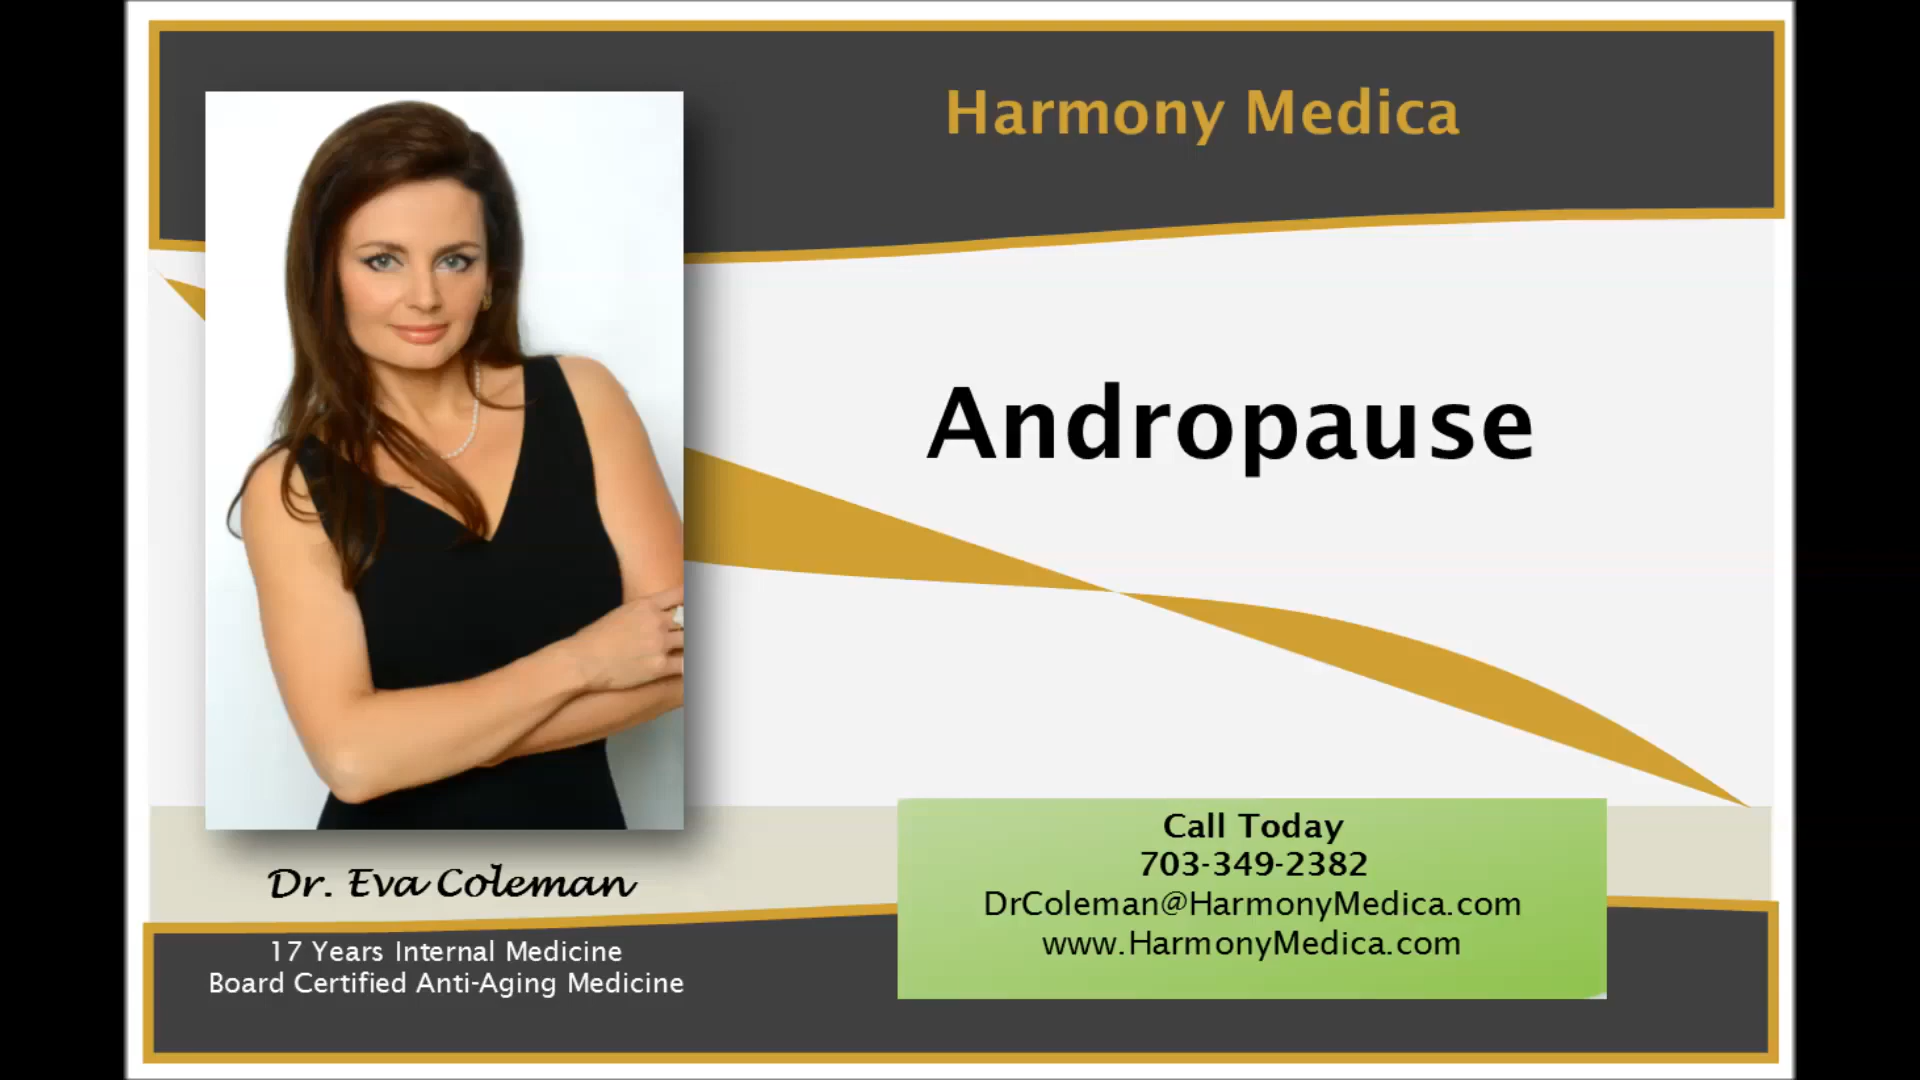 Harmony Medica
Andropause
Dr. Eva Coleman
17 Years Internal Medicine
Board Certified Anti-Aging Medicine
Call Today
703-349-2382
DrColeman@HarmonyMedica.com
www.HarmonyMedica.com